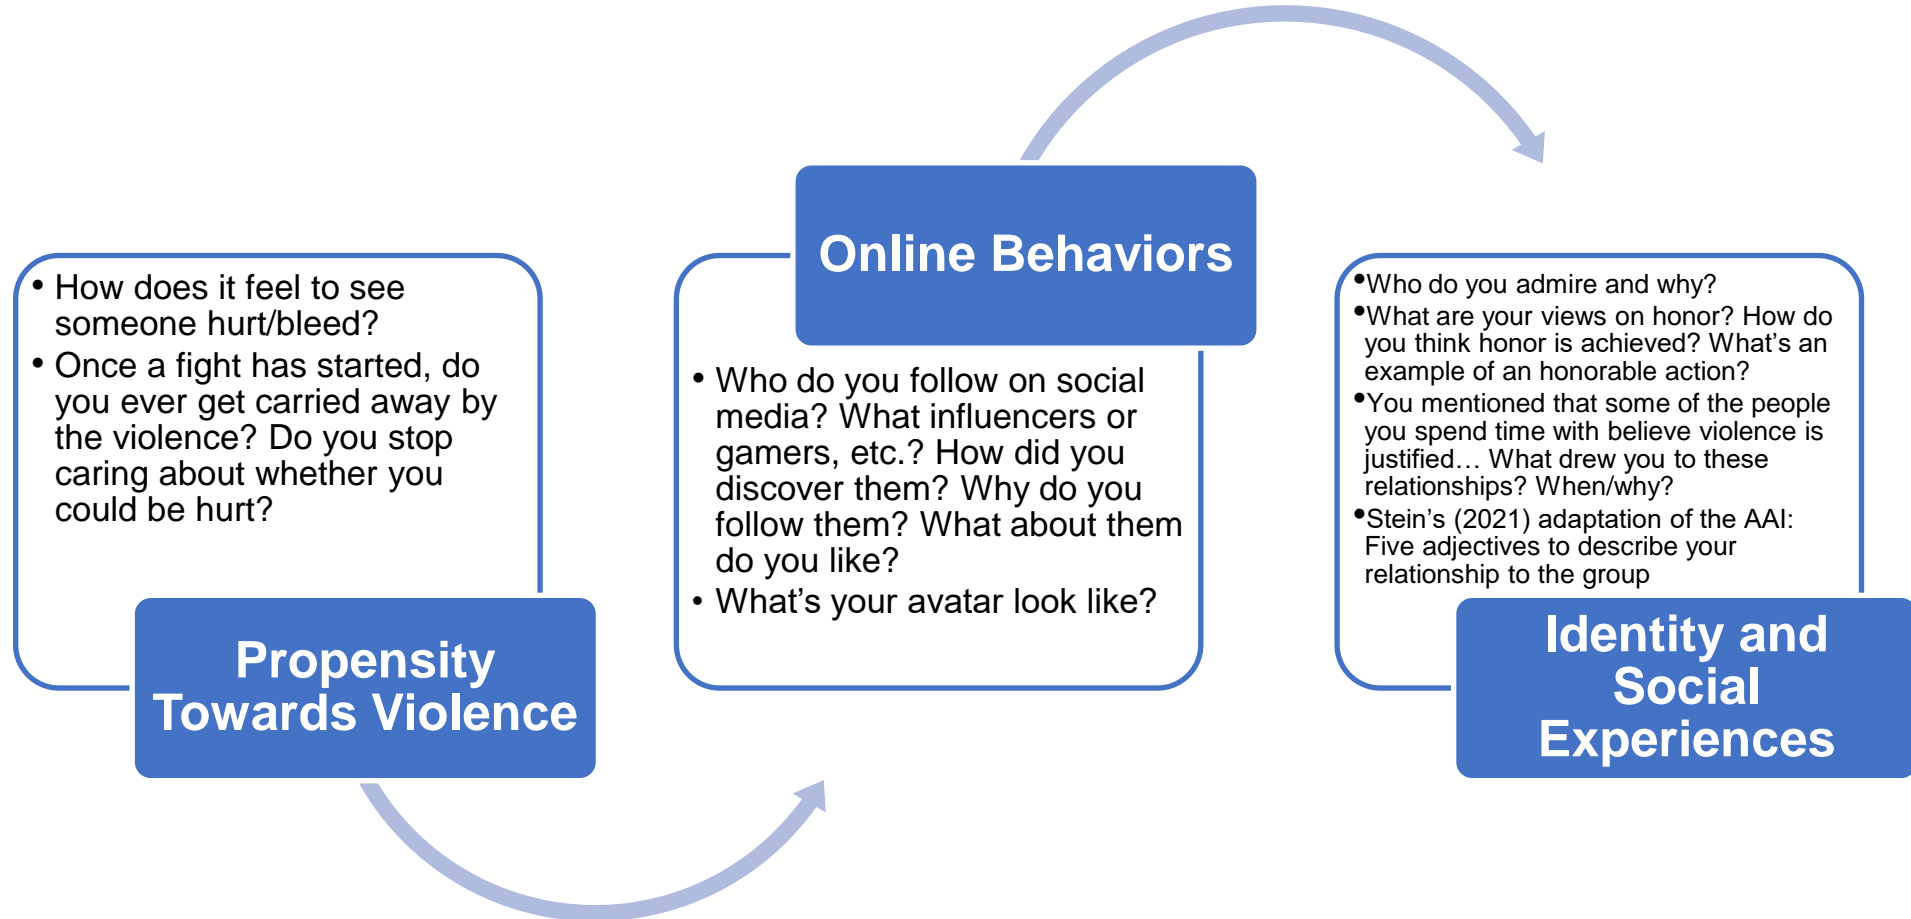 • How does it feel to see
someone hurt/bleed?
• Once a fight has started, do
you ever get carried away by
the violence? Do you stop
caring about whether you
could be hurt?
Propensity
Towards Violence
Online Behaviors
• Who do you follow on social
media? What influencers or
gamers, etc.? How did you
discover them? Why do you
follow them? What about them
do you like?
• What’s your avatar look like?
•Who do you admire and why?
•What are your views on honor? How do
you think honor is achieved? What’s an
example of an honorable action?
•You mentioned that some of the people
you spend time with believe violence is
justified… What drew you to these
relationships? When/why?
•Stein’s (2021) adaptation of the AAI:
Five adjectives to describe your
relationship to the group
Identity and
Social
Experiences